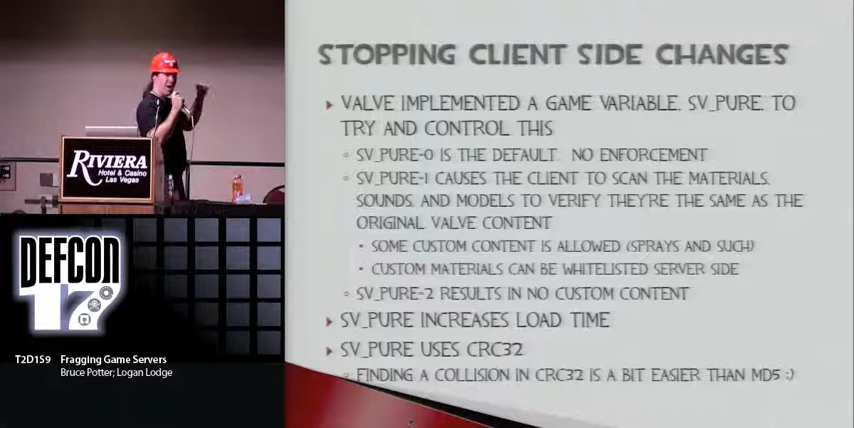 STOPPING CLIENT SIDE CHANGES
VALVE IMPLEMENTED A GAME VARIABLE, SV_PURE, TO
TRY AND CONTROL THIS
SV_PURE-0 IS THE DEFAULT. NO ENFORCEMENT
SV_PURE-1 CAUSES THE CLIENT TO SCAN THE MATERIALS,
SOUNDS, AND MODELS TO VERIFY THEY'RE THE SAME AS THE
ORIGINAL VALVE CONTENT
SOME CUSTOM CONTENT IS ALLOWED (SPRAYS AND SUCH)
CUSTOM MATERIALS CAN BE WHITELISTED SERVER SIDE
SV_PURE-2 RESULTS IN NO CUSTOM CONTENT
SV_PURE INCREASES LOAD TIME
SV_PURE USES CRC32
FINDING A COLLISION IN CRC32 IS A BIT EASIER THAN MD5 :)
RIVIERA
Hotel & Casino
Las Vegas
DEFCON
17
T2D1S9 Fragging Game Servers
Bruce Potter; Logan Lodge